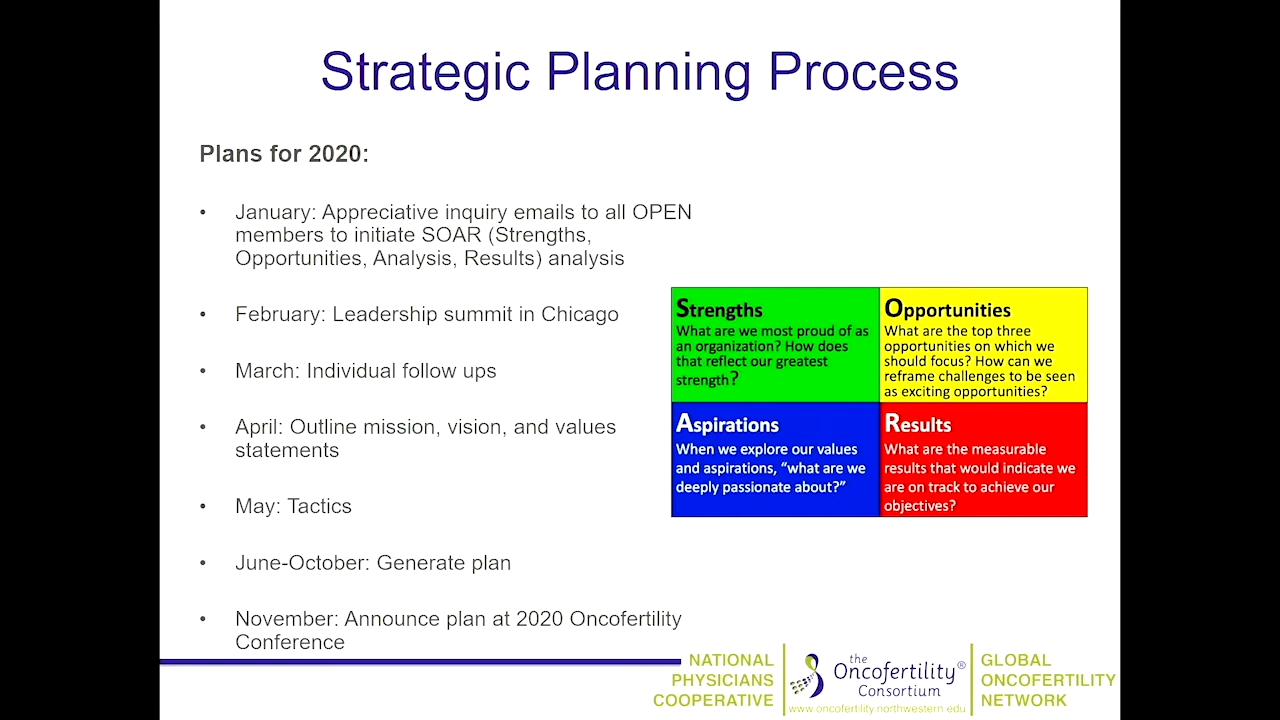 Strategic Planning Process
Plans for 2020:
• January: Appreciative inquiry emails to all OPEN
members to initiate SOAR (Strengths,
Opportunities, Analysis, Results) analysis
• February: Leadership summit in Chicago
• March: Individual follow ups
• April: Outline mission, vision, and values
statements
• May: Tactics
• June-October: Generate plan
• November: Announce plan at 2020 Oncofertility
Conference
Strengths
What are we most proud of as
an organization? How does
that reflect our greatest
strength?
Opportunities
What are the top three
opportunities on which we
should focus? How can we
reframe challenges to be seen
as exciting opportunities?
Aspirations
When we explore our values
and aspirations, “what are we
deeply passionate about?”
Results
What are the measurable
results that would indicate we
are on track to achieve our
objectives?
NATIONAL
PHYSICIANS
COOPERATIVE
the
Oncofertility®
Consortium
www.oncofertility.northwestern.edu
GLOBAL
ONCOFERTILITY
NETWORK